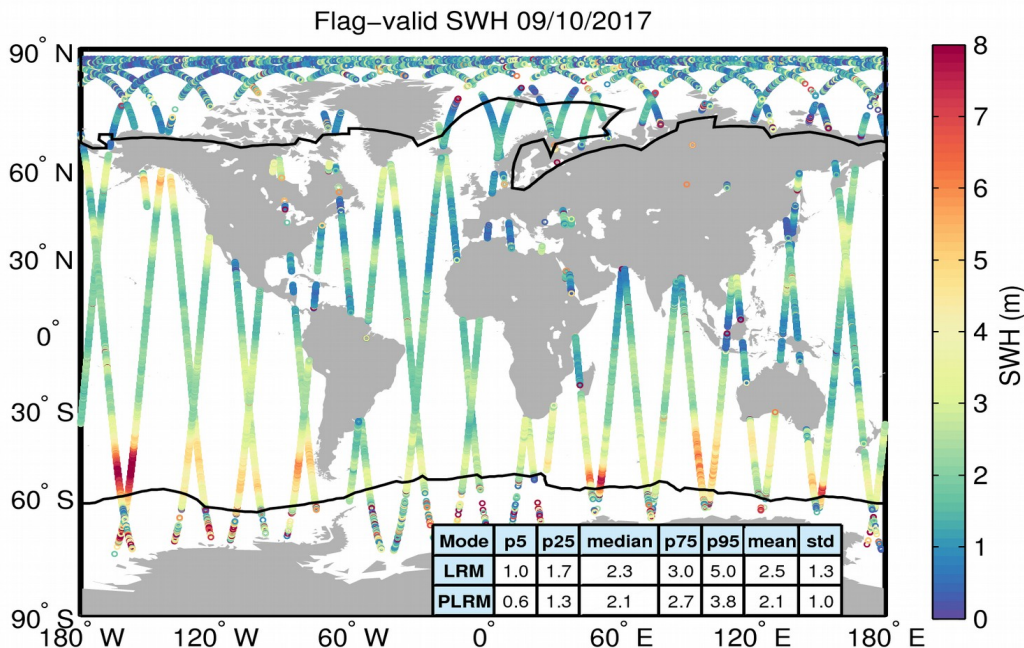 Flag−valid SWH 09/10/2017
90° N
60° N
30° N
0°
30° S
60° S
90° S
180° W
120° W
60° W
0°
60° E
120° E
180° E
8
7
6
5
4
3
2
1
0
SWH (m)
Mode p5 p25 median p75 p95 mean std
LRM 1.0 1.7 2.3 3.0 5.0 2.5 1.3
PLRM 0.6 1.3 2.1 2.7 3.8 2.1 1.0